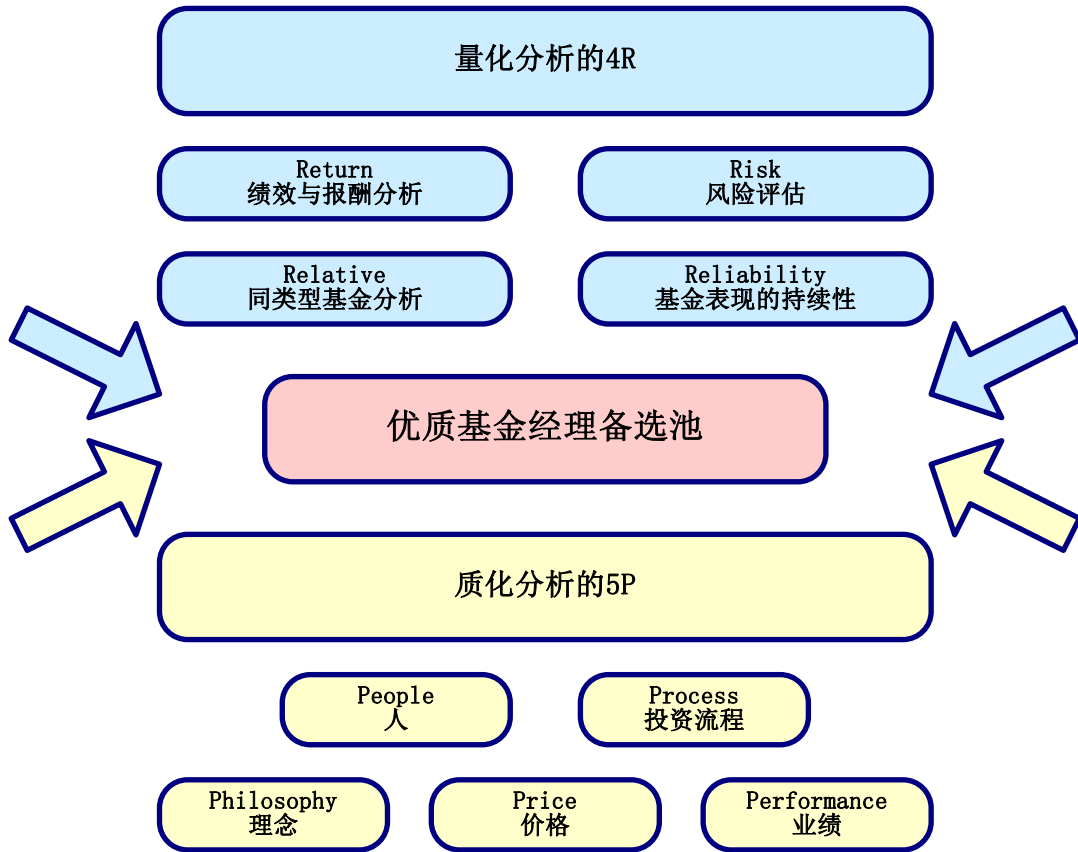 量化分析的4R
Return
绩效与报酬分析
Risk
风险评估
Relative
同类型基金分析
Reliability
基金表现的持续性
优质基金经理备选池
质化分析的5P
People
人
Process
投资流程
Philosophy
理念
Price
价格
Performance
业绩